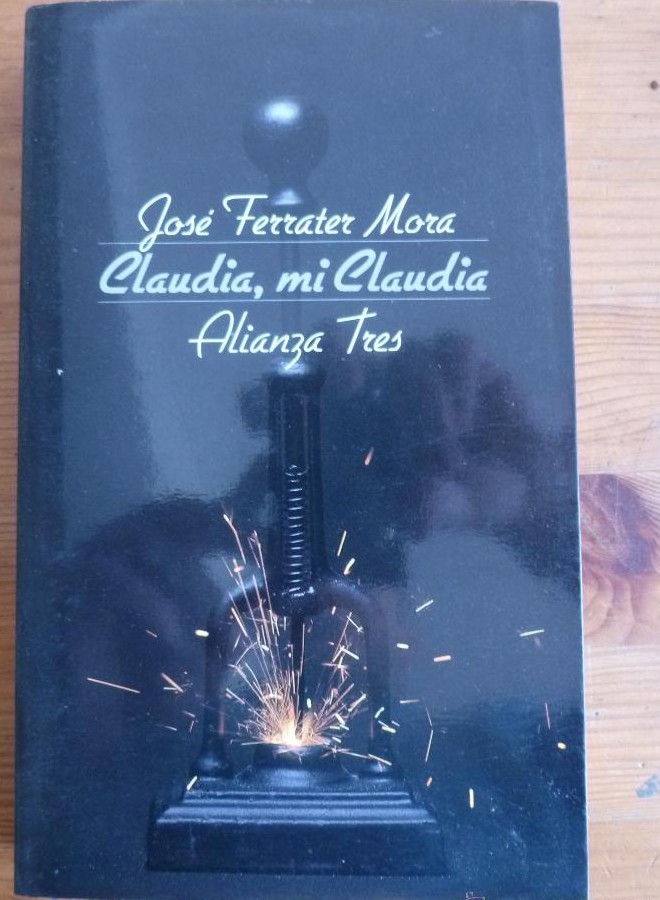 José Ferrater Mora
Claudia, mi Claudia
Alianza Tres